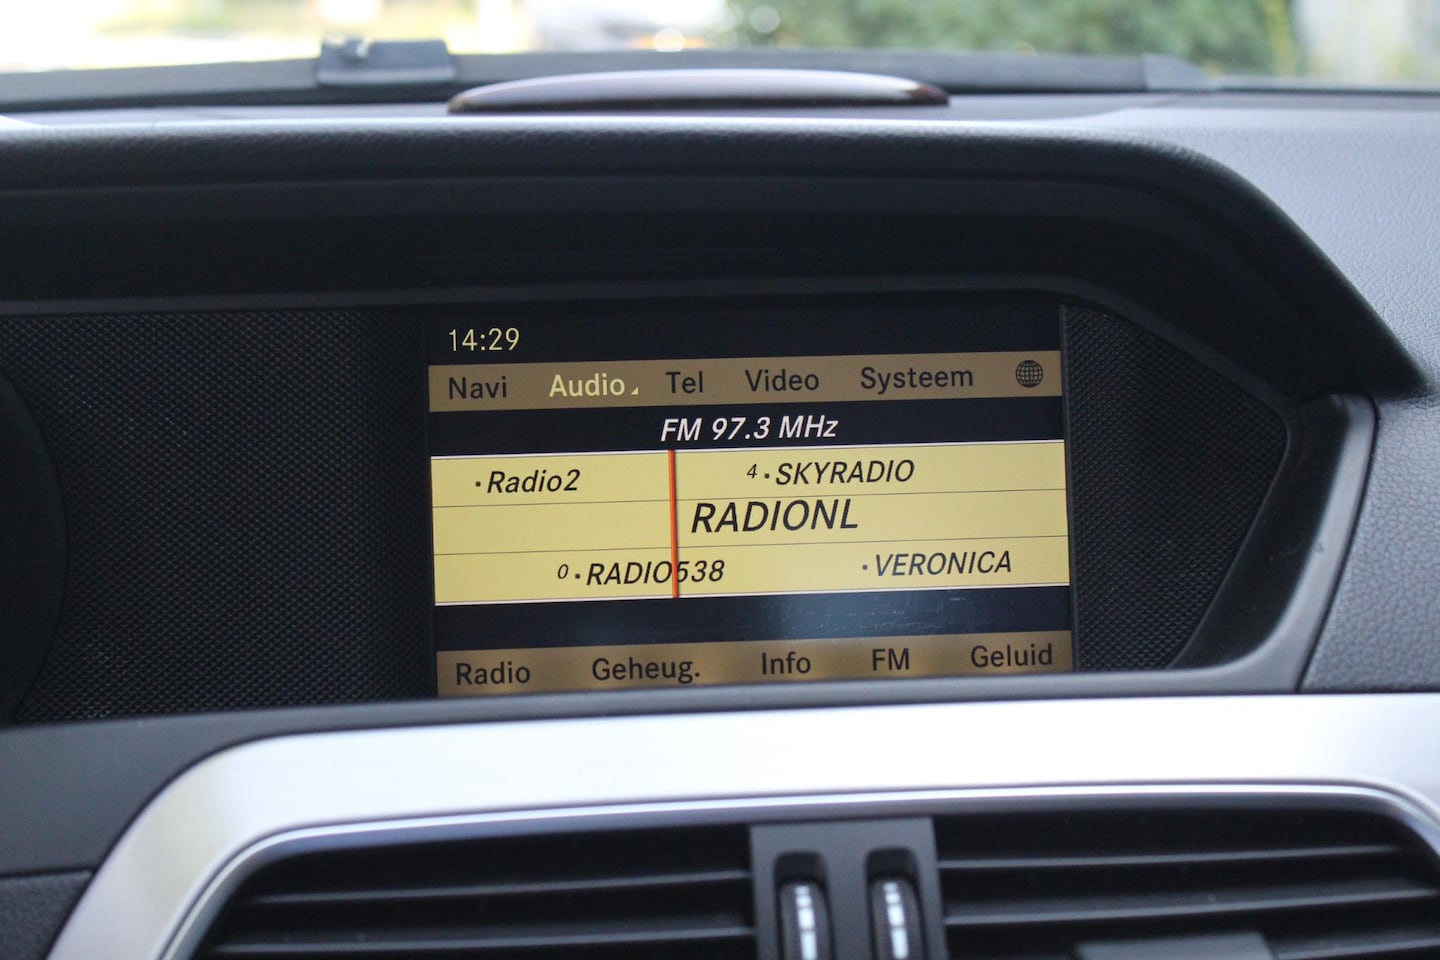 14:29
Navi Audio Tel Video Systeem
FM 97.3 MHz
·Radio2 4·SKYRADIO
RADIONL
0·RADIO538 ·VERONICA
Radio Geheug. Info FM Geluid